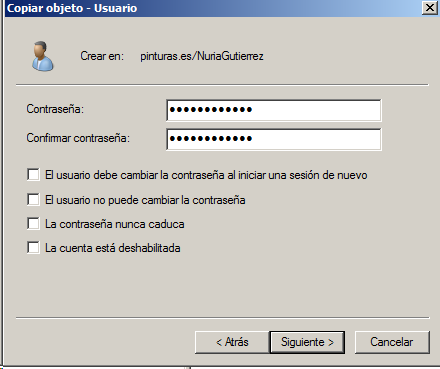 Copiar objeto - Usuario
Crear en: pinturas.es/NuriaGutierrez
Contraseña: ●●●●●●●●●●●●
Confirmar contraseña: ●●●●●●●●●●●●
El usuario debe cambiar la contraseña al iniciar una sesión de nuevo
El usuario no puede cambiar la contraseña
La contraseña nunca caduca
La cuenta está deshabilitada
< Atrás Siguiente > Cancelar